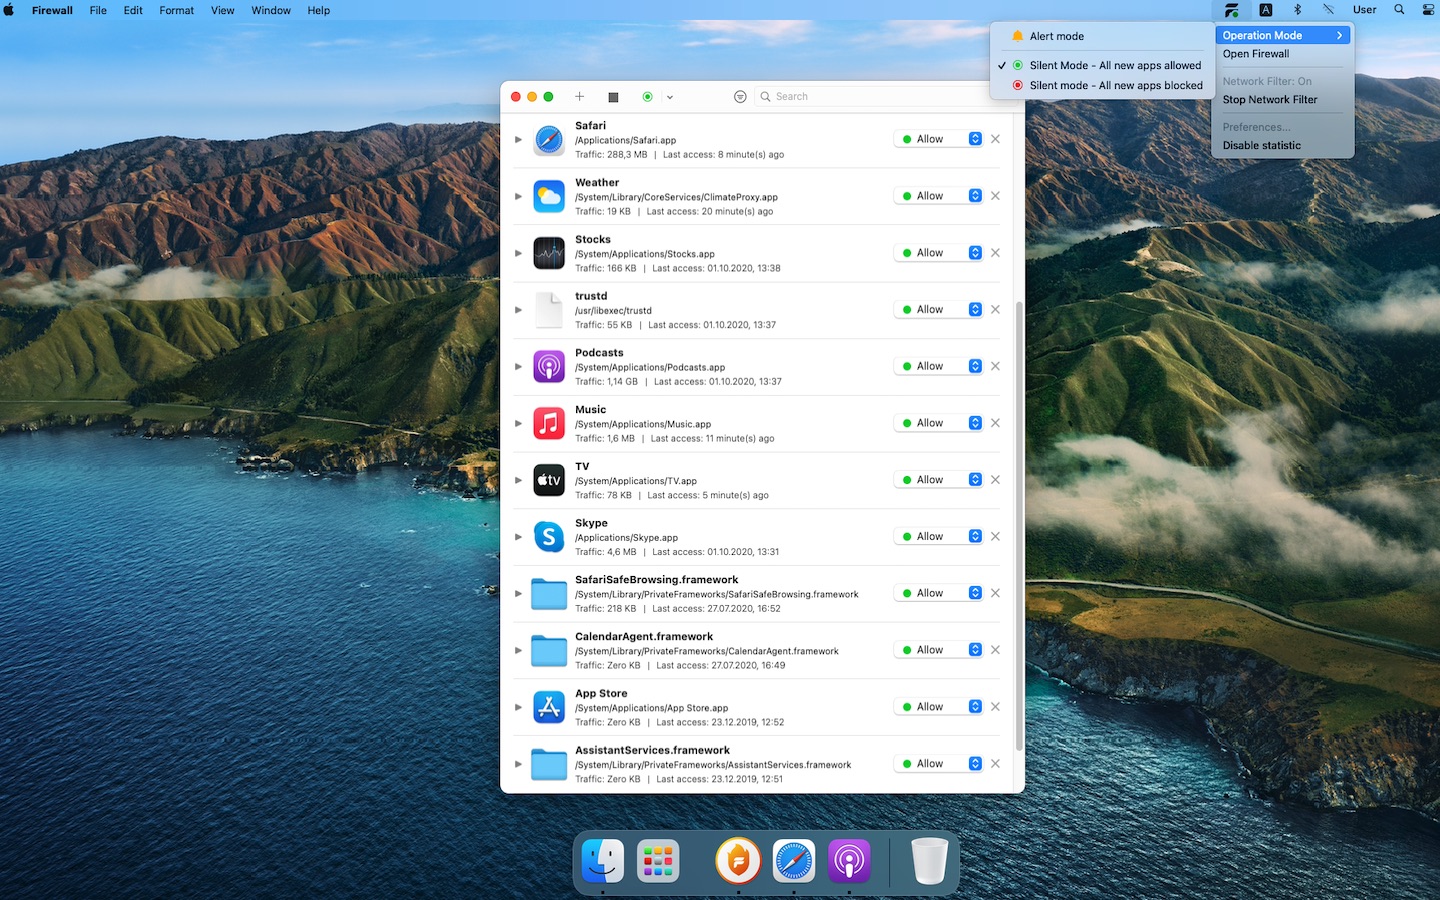 Firewall File Edit Format View Window Help
A User
Operation Mode
Open Firewall
Network Filter: On
Stop Network Filter
Preferences...
Disable statistic
Alert mode
Silent Mode - All new apps allowed
Silent mode - All new apps blocked
Search
Safari
/Applications/Safari.app
Traffic: 288,3 MB | Last access: 8 minute(s) ago
Allow
Weather
/System/Library/CoreServices/ClimateProxy.app
Traffic: 19 KB | Last access: 20 minute(s) ago
Allow
Stocks
/System/Applications/Stocks.app
Traffic: 166 KB | Last access: 01.10.2020, 13:38
Allow
trustd
/usr/libexec/trustd
Traffic: 55 KB | Last access: 01.10.2020, 13:37
Allow
Podcasts
/System/Applications/Podcasts.app
Traffic: 1,14 GB | Last access: 01.10.2020, 13:37
Allow
Music
/System/Applications/Music.app
Traffic: 1,6 MB | Last access: 11 minute(s) ago
Allow
tv
TV
/System/Applications/TV.app
Traffic: 78 KB | Last access: 5 minute(s) ago
Allow
S
Skype
/Applications/Skype.app
Traffic: 4,6 MB | Last access: 01.10.2020, 13:31
Allow
SafariSafeBrowsing.framework
/System/Library/PrivateFrameworks/SafariSafeBrowsing.framework
Traffic: 218 KB | Last access: 27.07.2020, 16:52
Allow
CalendarAgent.framework
/System/Library/PrivateFrameworks/CalendarAgent.framework
Traffic: Zero KB | Last access: 27.07.2020, 16:49
Allow
App Store
/System/Applications/App Store.app
Traffic: Zero KB | Last access: 23.12.2019, 12:52
Allow
AssistantServices.framework
/System/Library/PrivateFrameworks/AssistantServices.framework
Traffic: Zero KB | Last access: 23.12.2019, 12:51
Allow